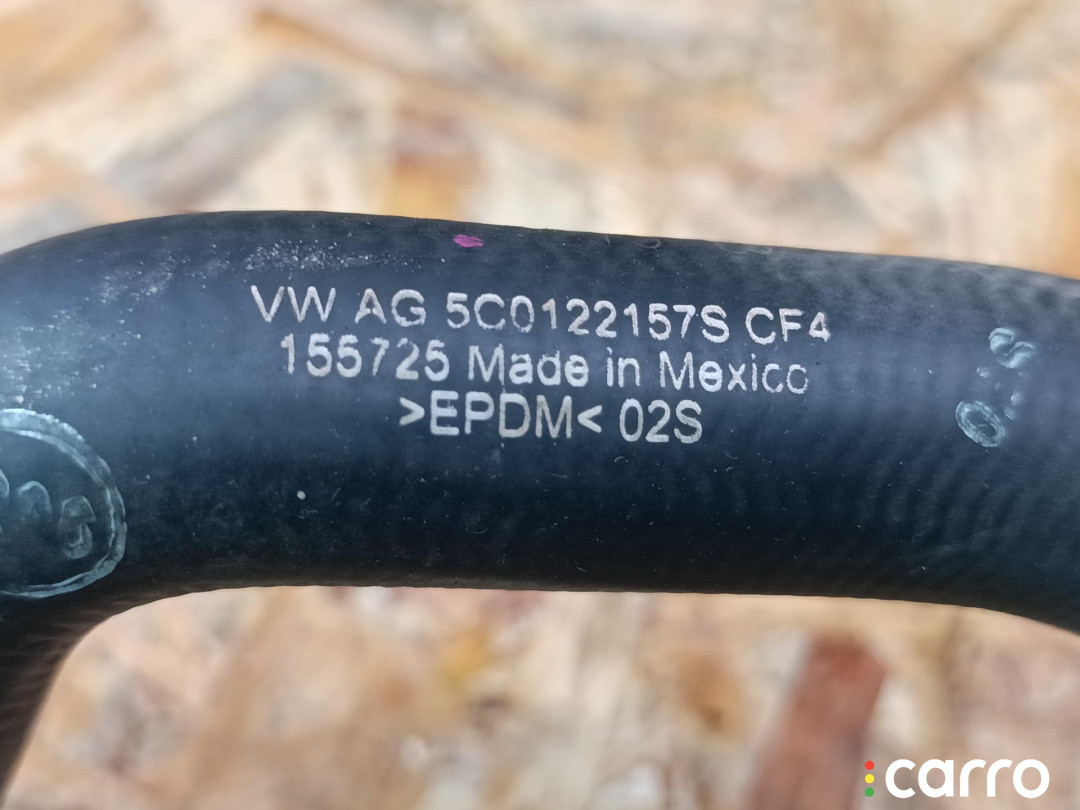 VW AG 5C0122157S CF4
155725 Made in Mexico
>EPDM< 02S
carro